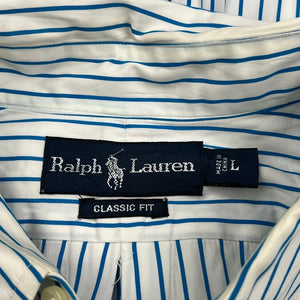 Ralph Lauren
L
MADE IN
CLASSIC FIT